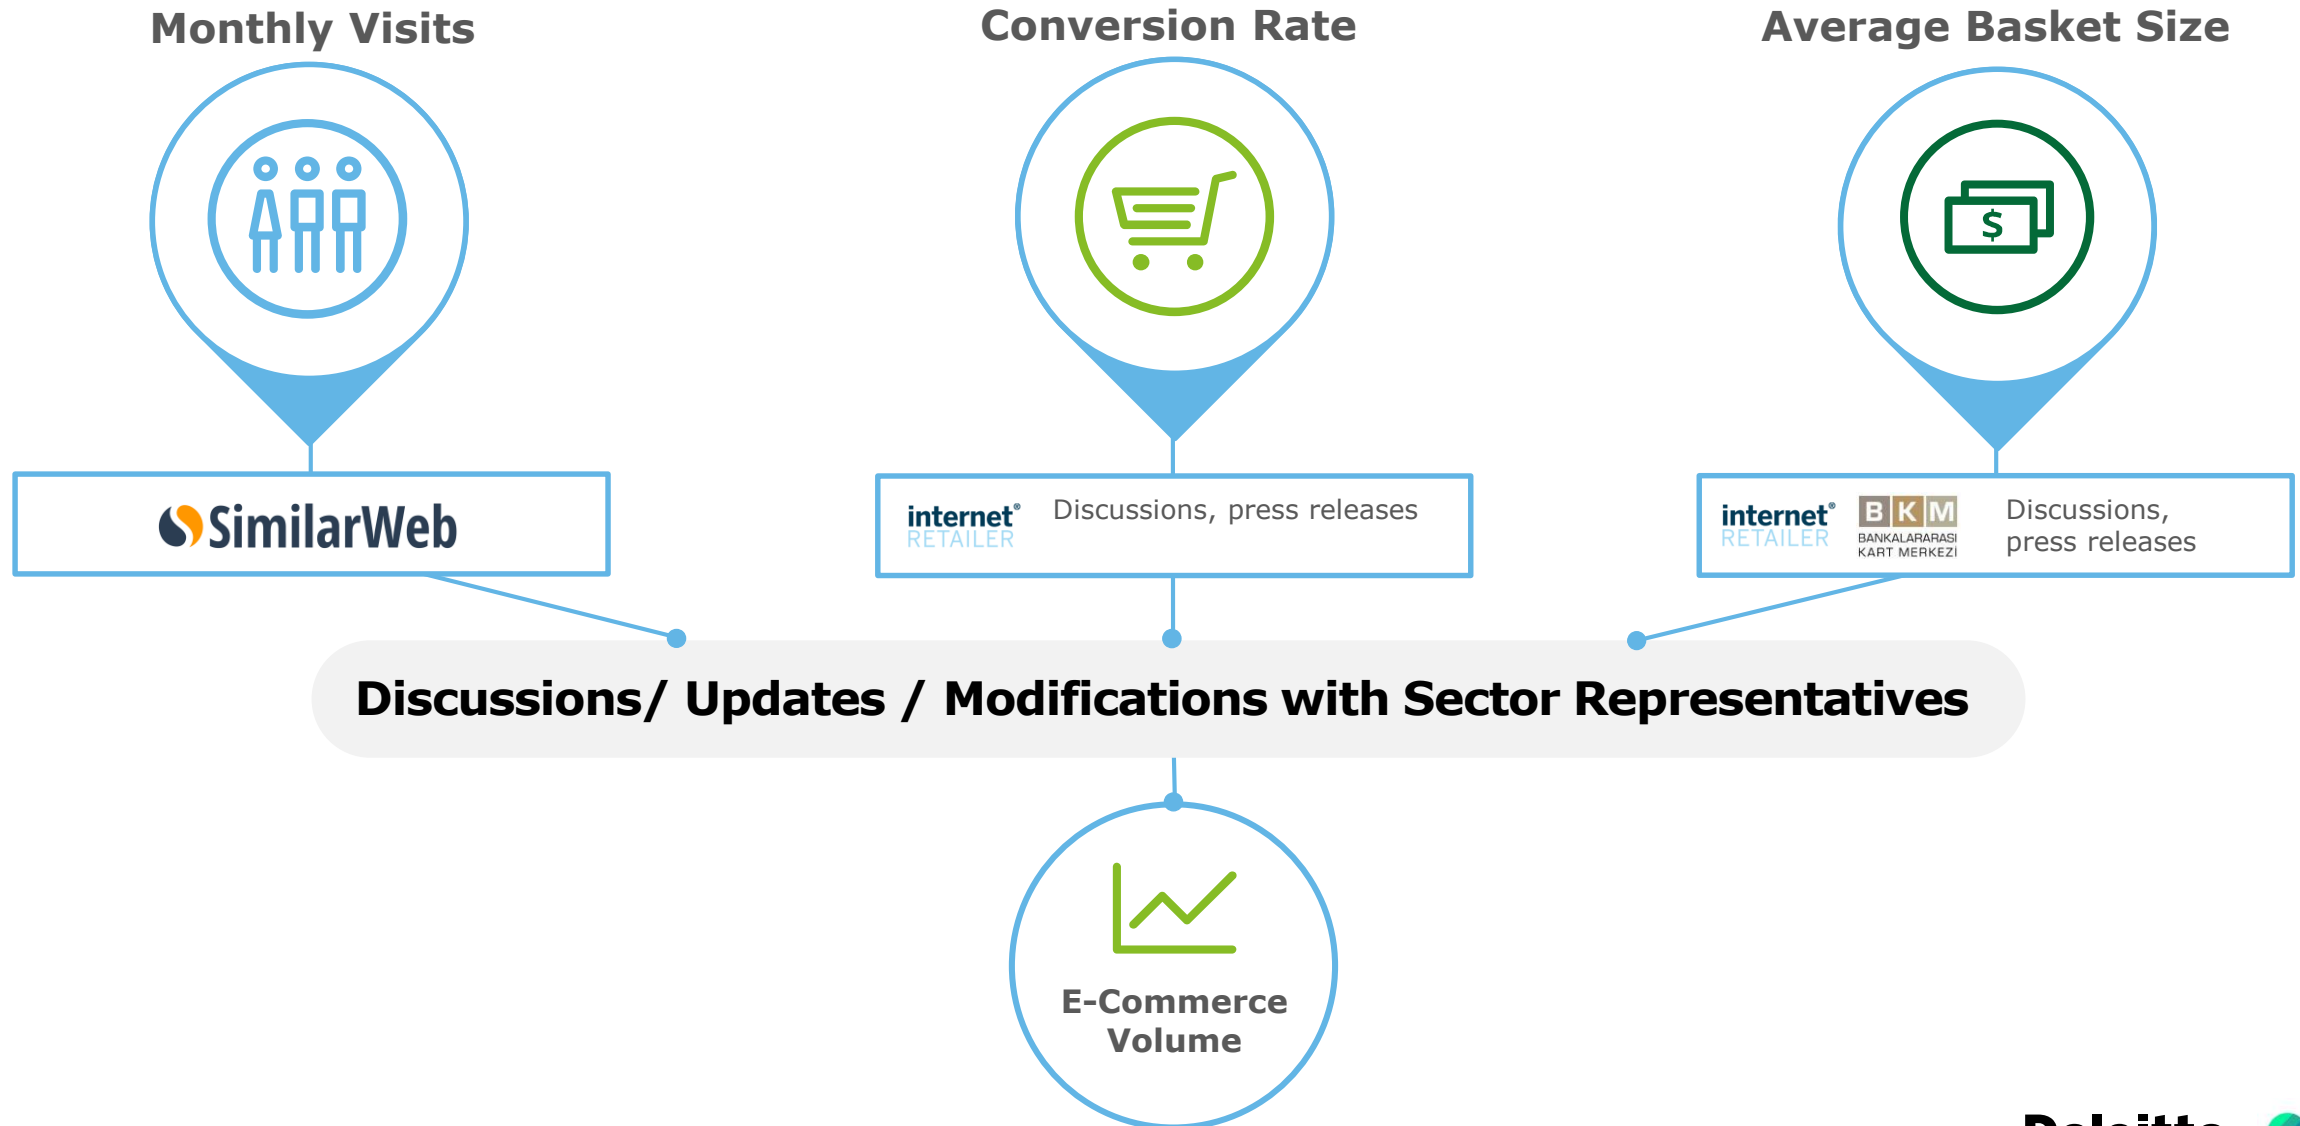 Monthly Visits
Conversion Rate
Average Basket Size
$
SimilarWeb
internet®
RETAILER
Discussions, press releases
internet®
RETAILER
BKM
BANKALARARASI
KART MERKEZİ
Discussions,
press releases
Discussions/ Updates / Modifications with Sector Representatives
E-Commerce
Volume
Deloitte